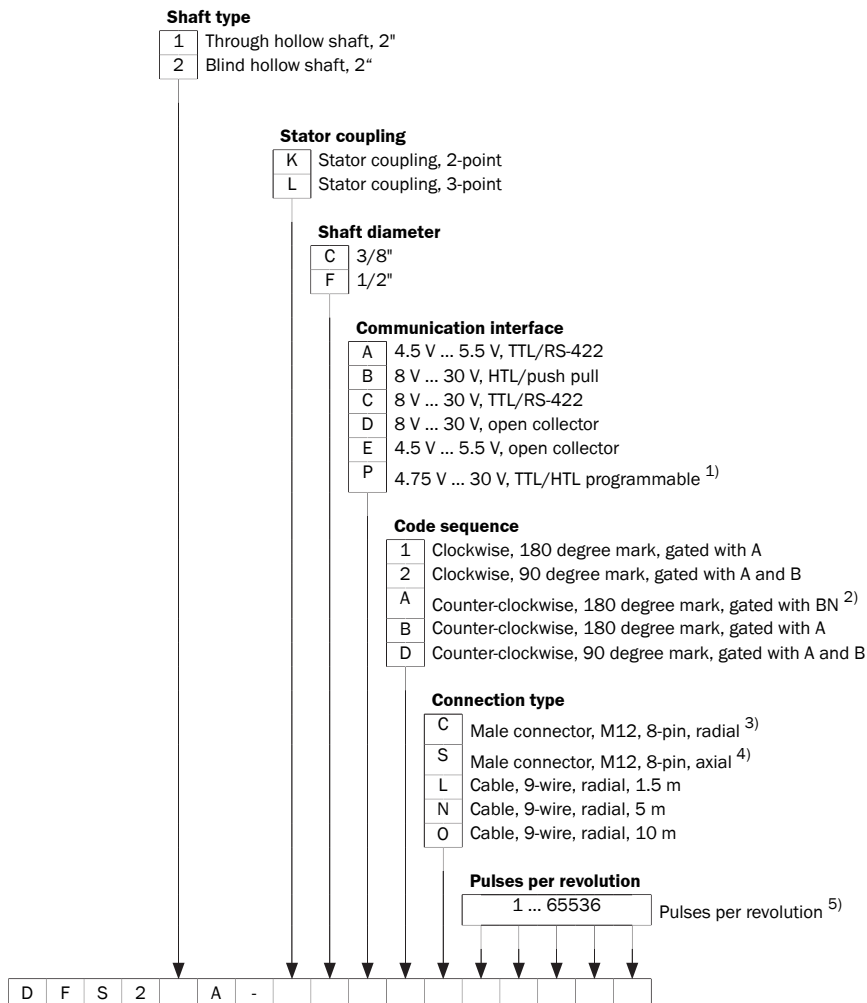 Shaft type
1 Through hollow shaft, 2"
2 Blind hollow shaft, 2“
Stator coupling
K Stator coupling, 2-point
L Stator coupling, 3-point
Shaft diameter
C 3/8"
F 1/2"
Communication interface
A 4.5 V ... 5.5 V, TTL/RS-422
B 8 V ... 30 V, HTL/push pull
C 8 V ... 30 V, TTL/RS-422
D 8 V ... 30 V, open collector
E 4.5 V ... 5.5 V, open collector
P 4.75 V ... 30 V, TTL/HTL programmable 1)
Code sequence
1 Clockwise, 180 degree mark, gated with A
2 Clockwise, 90 degree mark, gated with A and B
A Counter-clockwise, 180 degree mark, gated with BN 2)
B Counter-clockwise, 180 degree mark, gated with A
D Counter-clockwise, 90 degree mark, gated with A and B
Connection type
C Male connector, M12, 8-pin, radial 3)
S Male connector, M12, 8-pin, axial 4)
L Cable, 9-wire, radial, 1.5 m
N Cable, 9-wire, radial, 5 m
O Cable, 9-wire, radial, 10 m
Pulses per revolution
1 ... 65536 Pulses per revolution 5)
D F S 2 A -